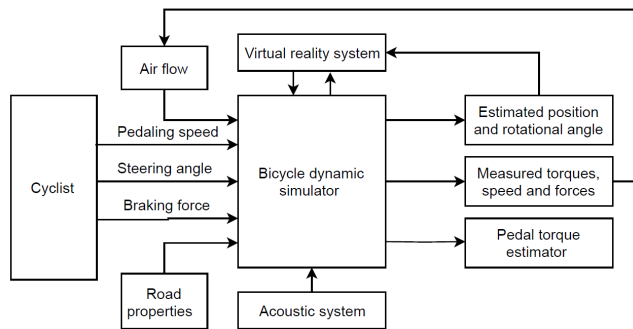 Virtual reality system
Air flow
Pedaling speed
Estimated position
and rotational angle
Steering angle
Cyclist
Bicycle dynamic
simulator
Measured torques,
speed and forces
Braking force
Pedal torque
estimator
Road
properties
Acoustic system